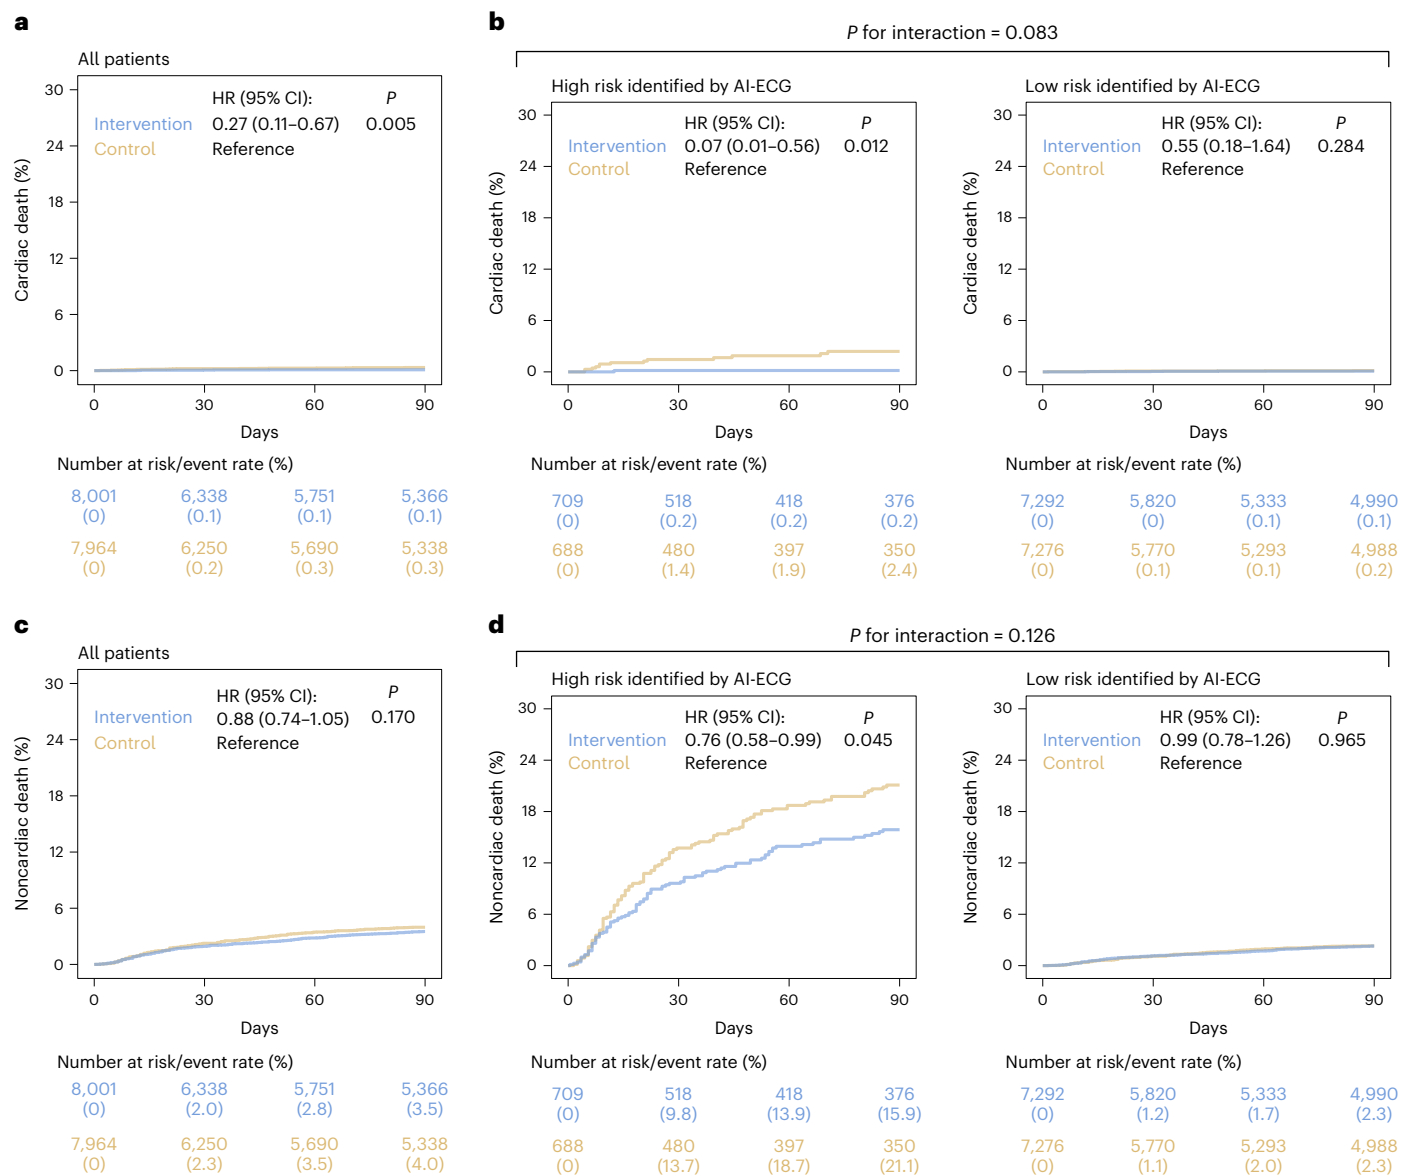 a
All patients
HR (95% CI): P
Intervention 0.27 (0.11–0.67) 0.005
Control Reference
Cardiac death (%)
30
24
18
12
6
0
0 30 60 90
Days
Number at risk/event rate (%)
8,001 6,338 5,751 5,366
(0) (0.1) (0.1) (0.1)
7,964 6,250 5,690 5,338
(0) (0.2) (0.3) (0.3)
b
P for interaction = 0.083
High risk identified by AI-ECG
HR (95% CI): P
Intervention 0.07 (0.01–0.56) 0.012
Control Reference
Cardiac death (%)
30
24
18
12
6
0
0 30 60 90
Days
Number at risk/event rate (%)
709 518 418 376
(0) (0.2) (0.2) (0.2)
688 480 397 350
(0) (1.4) (1.9) (2.4)
Low risk identified by AI-ECG
HR (95% CI): P
Intervention 0.55 (0.18–1.64) 0.284
Control Reference
Cardiac death (%)
30
24
18
12
6
0
0 30 60 90
Days
Number at risk/event rate (%)
7,292 5,820 5,333 4,990
(0) (0) (0.1) (0.1)
7,276 5,770 5,293 4,988
(0) (0.1) (0.1) (0.2)
c
All patients
HR (95% CI): P
Intervention 0.88 (0.74–1.05) 0.170
Control Reference
Noncardiac death (%)
30
24
18
12
6
0
0 30 60 90
Days
Number at risk/event rate (%)
8,001 6,338 5,751 5,366
(0) (2.0) (2.8) (3.5)
7,964 6,250 5,690 5,338
(0) (2.3) (3.5) (4.0)
d
P for interaction = 0.126
High risk identified by AI-ECG
HR (95% CI): P
Intervention 0.76 (0.58–0.99) 0.045
Control Reference
Noncardiac death (%)
30
24
18
12
6
0
0 30 60 90
Days
Number at risk/event rate (%)
709 518 418 376
(0) (9.8) (13.9) (15.9)
688 480 397 350
(0) (13.7) (18.7) (21.1)
Low risk identified by AI-ECG
HR (95% CI): P
Intervention 0.99 (0.78–1.26) 0.965
Control Reference
Noncardiac death (%)
30
24
18
12
6
0
0 30 60 90
Days
Number at risk/event rate (%)
7,292 5,820 5,333 4,990
(0) (1.2) (1.7) (2.3)
7,276 5,770 5,293 4,988
(0) (1.1) (2.0) (2.3)